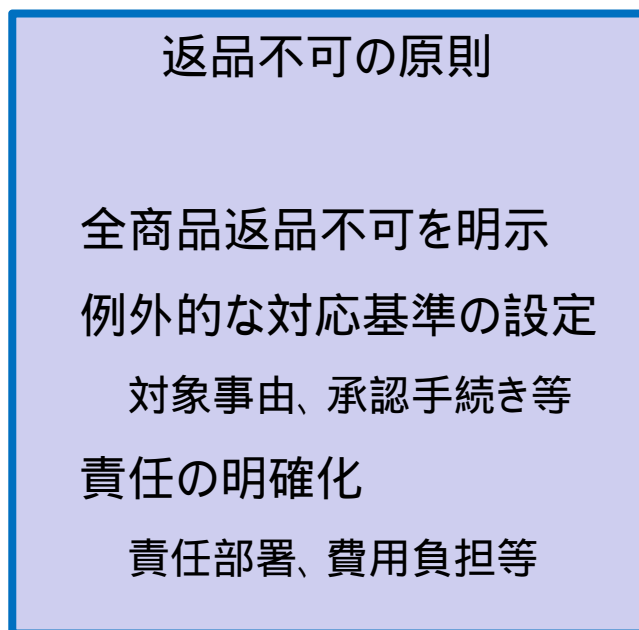 返品不可の原則
全商品返品不可を明示
例外的な対応基準の設定
対象事由、承認手続き等
責任の明確化
責任部署、費用負担等